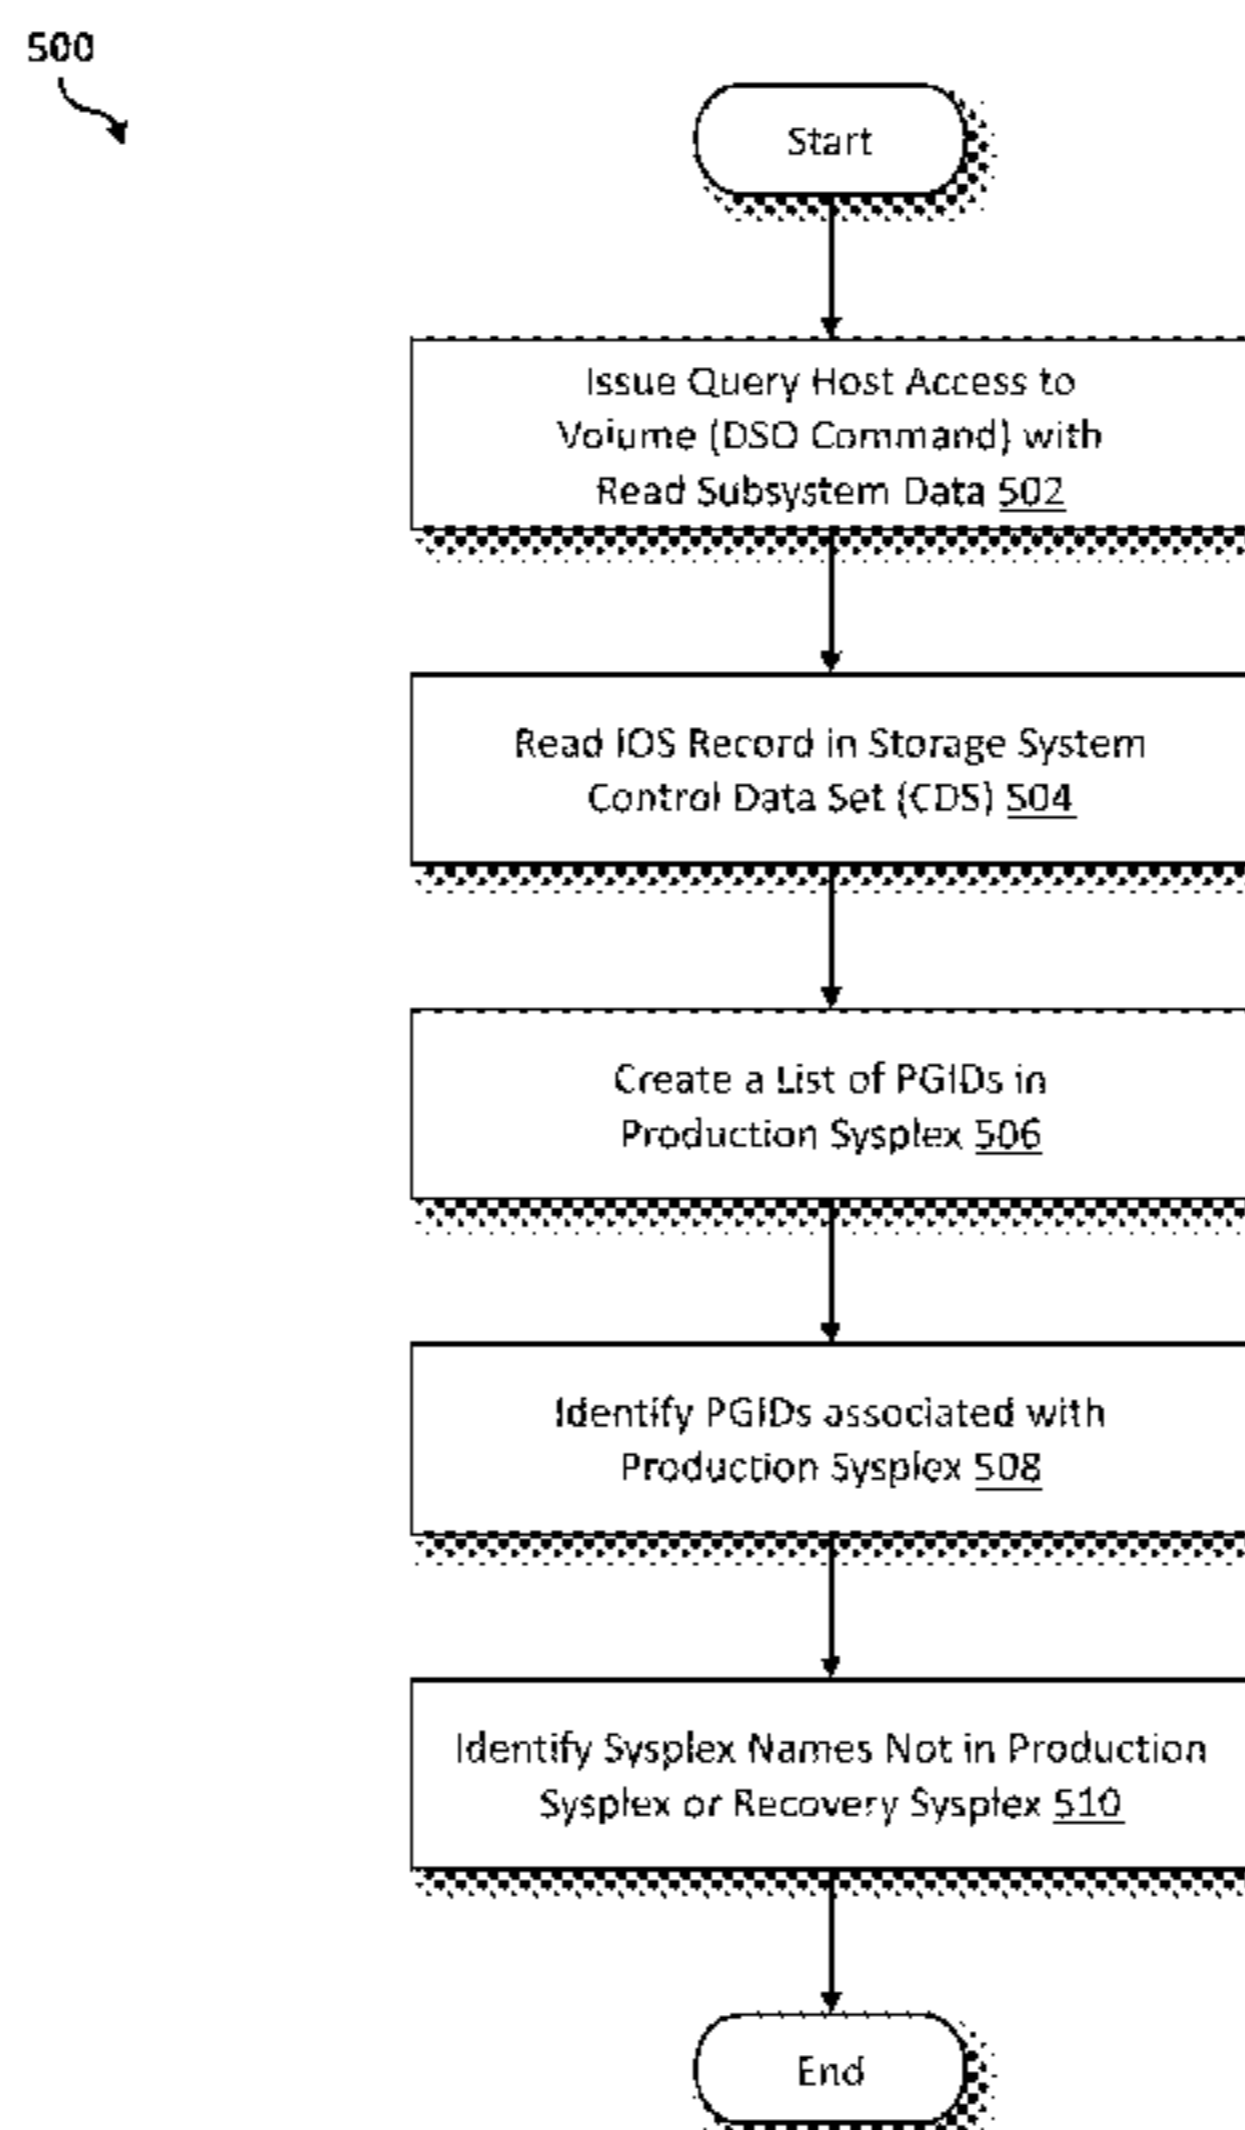 500
Start
Issue Query Host Access to
Volume (DSO Command) with
Read Subsystem Data 502
Read IOS Record in Storage System
Control Data Set (CDS) 504
Create a List of PGIDs in
Production Sysplex 506
Identify PGIDs associated with
Production Sysplex 508
Identify Sysplex Names Not in Production
Sysplex or Recovery Sysplex 510
End